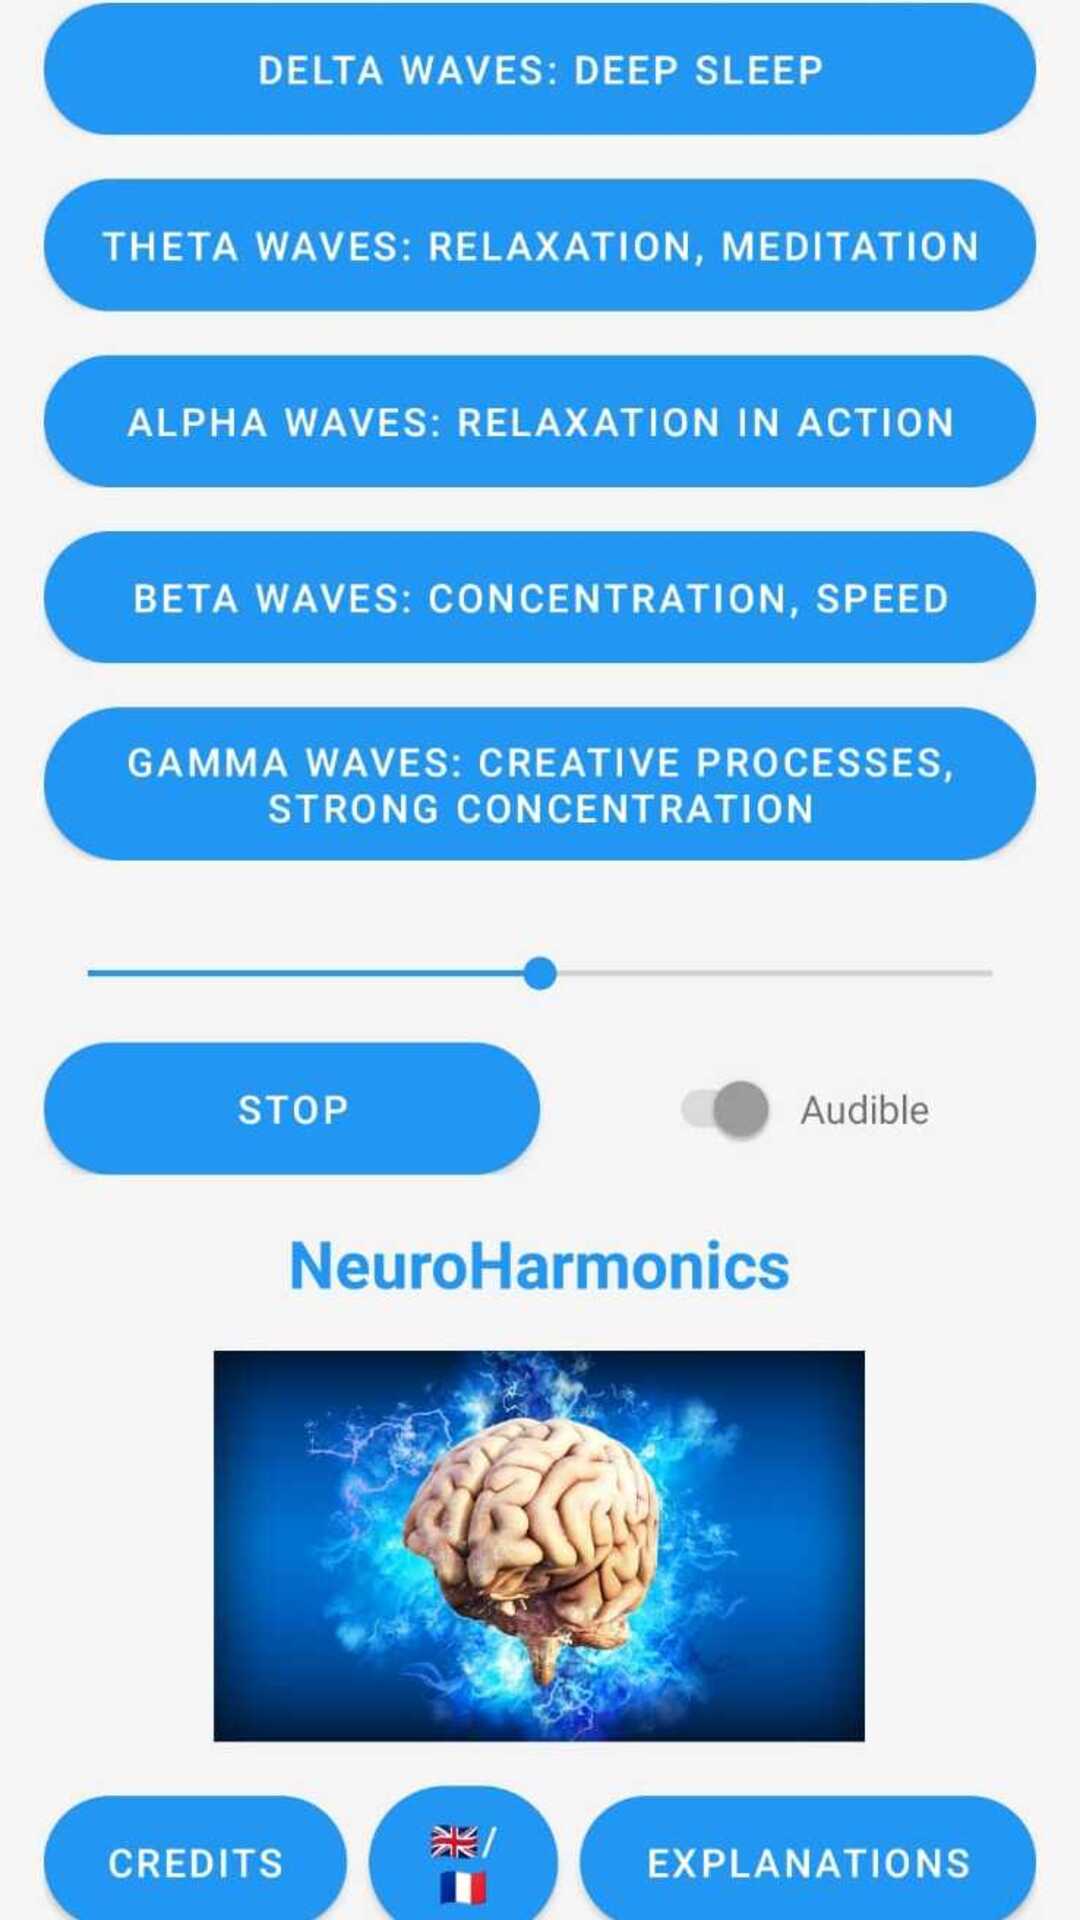 DELTA WAVES: DEEP SLEEP
THETA WAVES: RELAXATION, MEDITATION
ALPHA WAVES: RELAXATION IN ACTION
BETA WAVES: CONCENTRATION, SPEED
GAMMA WAVES: CREATIVE PROCESSES,
STRONG CONCENTRATION
STOP
Audible
NeuroHarmonics
CREDITS
🇬🇧/
🇫🇷
EXPLANATIONS